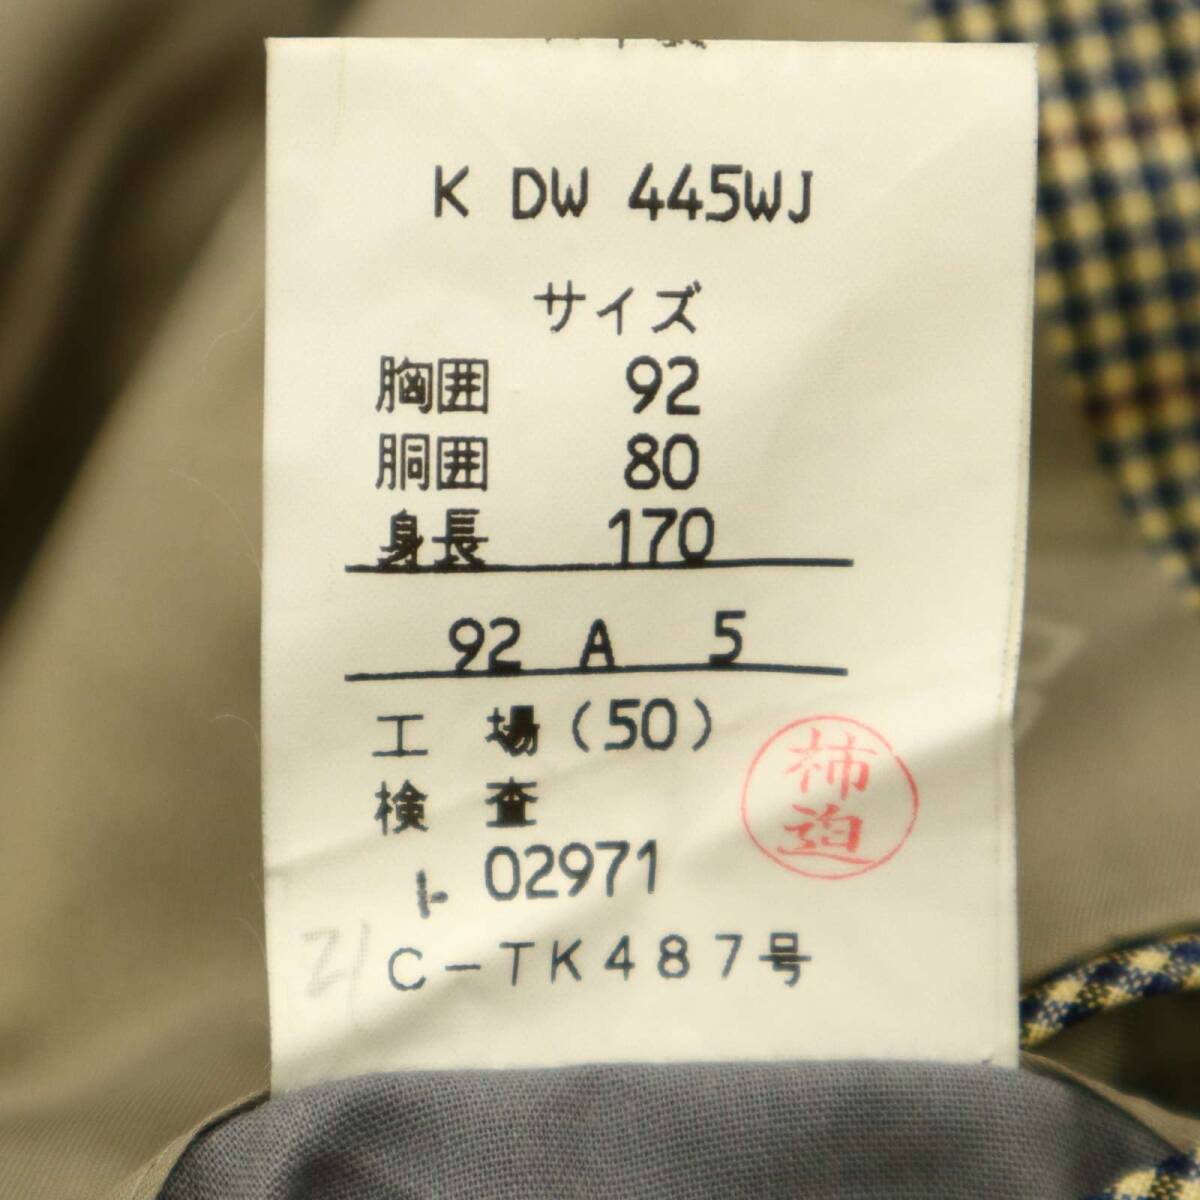 K DW 445WJ
サイズ
胸囲 92
胴囲 80
身長 170
92 A 5
工 場(50)
検 査
柿迫
ト 02971
21
C-TK487号